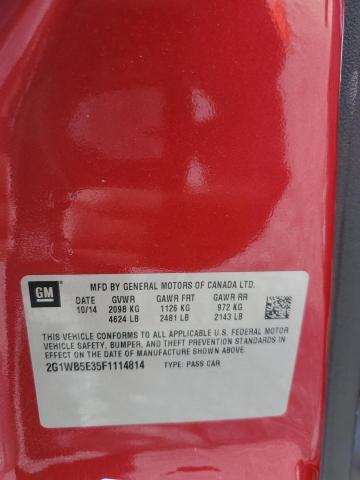 GM
MFD BY GENERAL MOTORS OF CANADA LTD.
DATE GVWR GAWR FRT GAWR RR
10/14 2098 KG 1126 KG 972 KG
4624 LB 2481 LB 2143 LB
THIS VEHICLE CONFORMS TO ALL APPLICABLE U.S. FEDERAL MOTOR
VEHICLE SAFETY, BUMPER, AND THEFT PREVENTION STANDARDS IN
EFFECT ON THE DATE OF MANUFACTURE SHOWN ABOVE.
2G1WB5E35F1114814 TYPE: PASS CAR